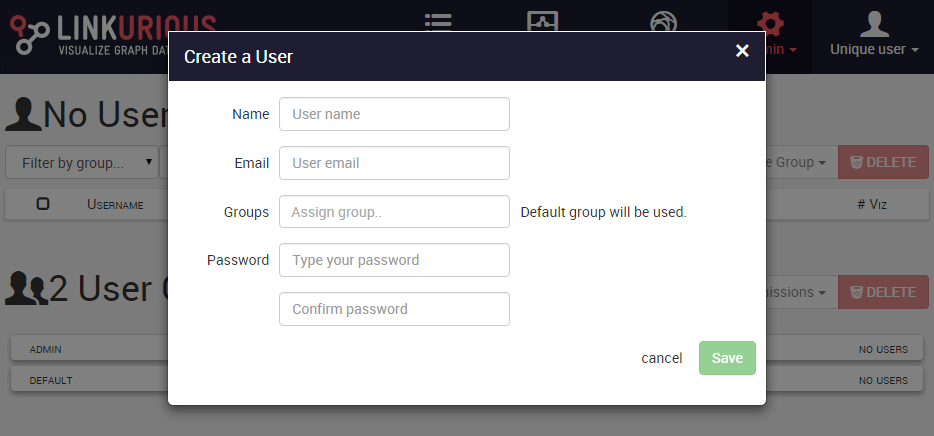 LINKURIOUS
VISUALIZE GRAPH DAT
Unique user
Create a User
×
No User
Name
User name
Filter by group...
Email
User email
e Group
DELETE
Username
Groups
Assign group..
Default group will be used.
# Viz
Password
Type your password
2 User
missions
DELETE
Confirm password
ADMIN
NO USERS
cancel
Save
DEFAULT
NO USERS